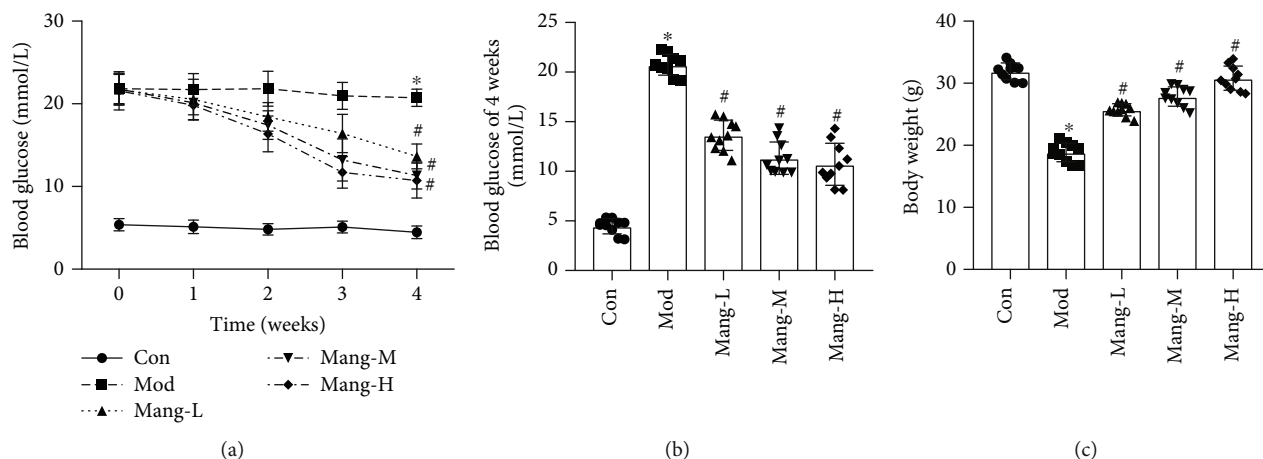 Blood glucose (mmol/L)
30
20
10
0
*
#
#
#
0 1 2 3 4
Time (weeks)
Con
Mod
Mang-L
Mang-M
Mang-H
(a)
Blood glucose of 4 weeks
(mmol/L)
25
20
15
10
5
0
*
#
#
#
Con
Mod
Mang-L
Mang-M
Mang-H
(b)
Body weight (g)
40
30
20
10
0
*
#
#
#
Con
Mod
Mang-L
Mang-M
Mang-H
(c)